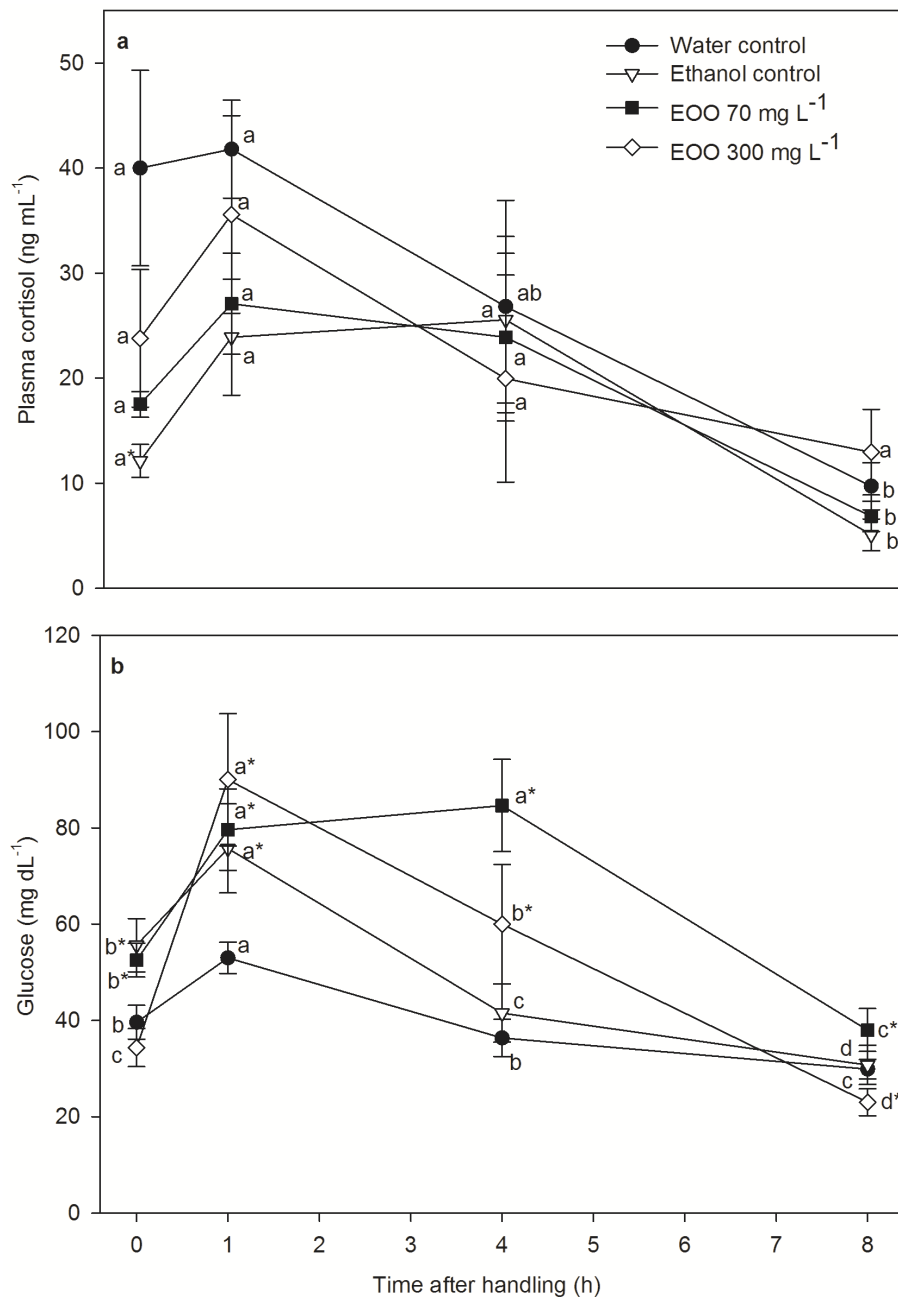 a
Water control
Ethanol control
EOO 70 mg L-1
EOO 300 mg L-1
50
40
30
20
10
0
Plasma cortisol (ng mL-1)
a
a
a
a*
a
a
a
a
ab
a
a
a
a
b
b
b
b
120
100
80
60
40
20
0
Glucose (mg dL-1)
b*
b*
b
c
a*
a*
a*
a
a*
b*
c
b
c*
d
c
d*
0
1
2
3
4
5
6
7
8
Time after handling (h)